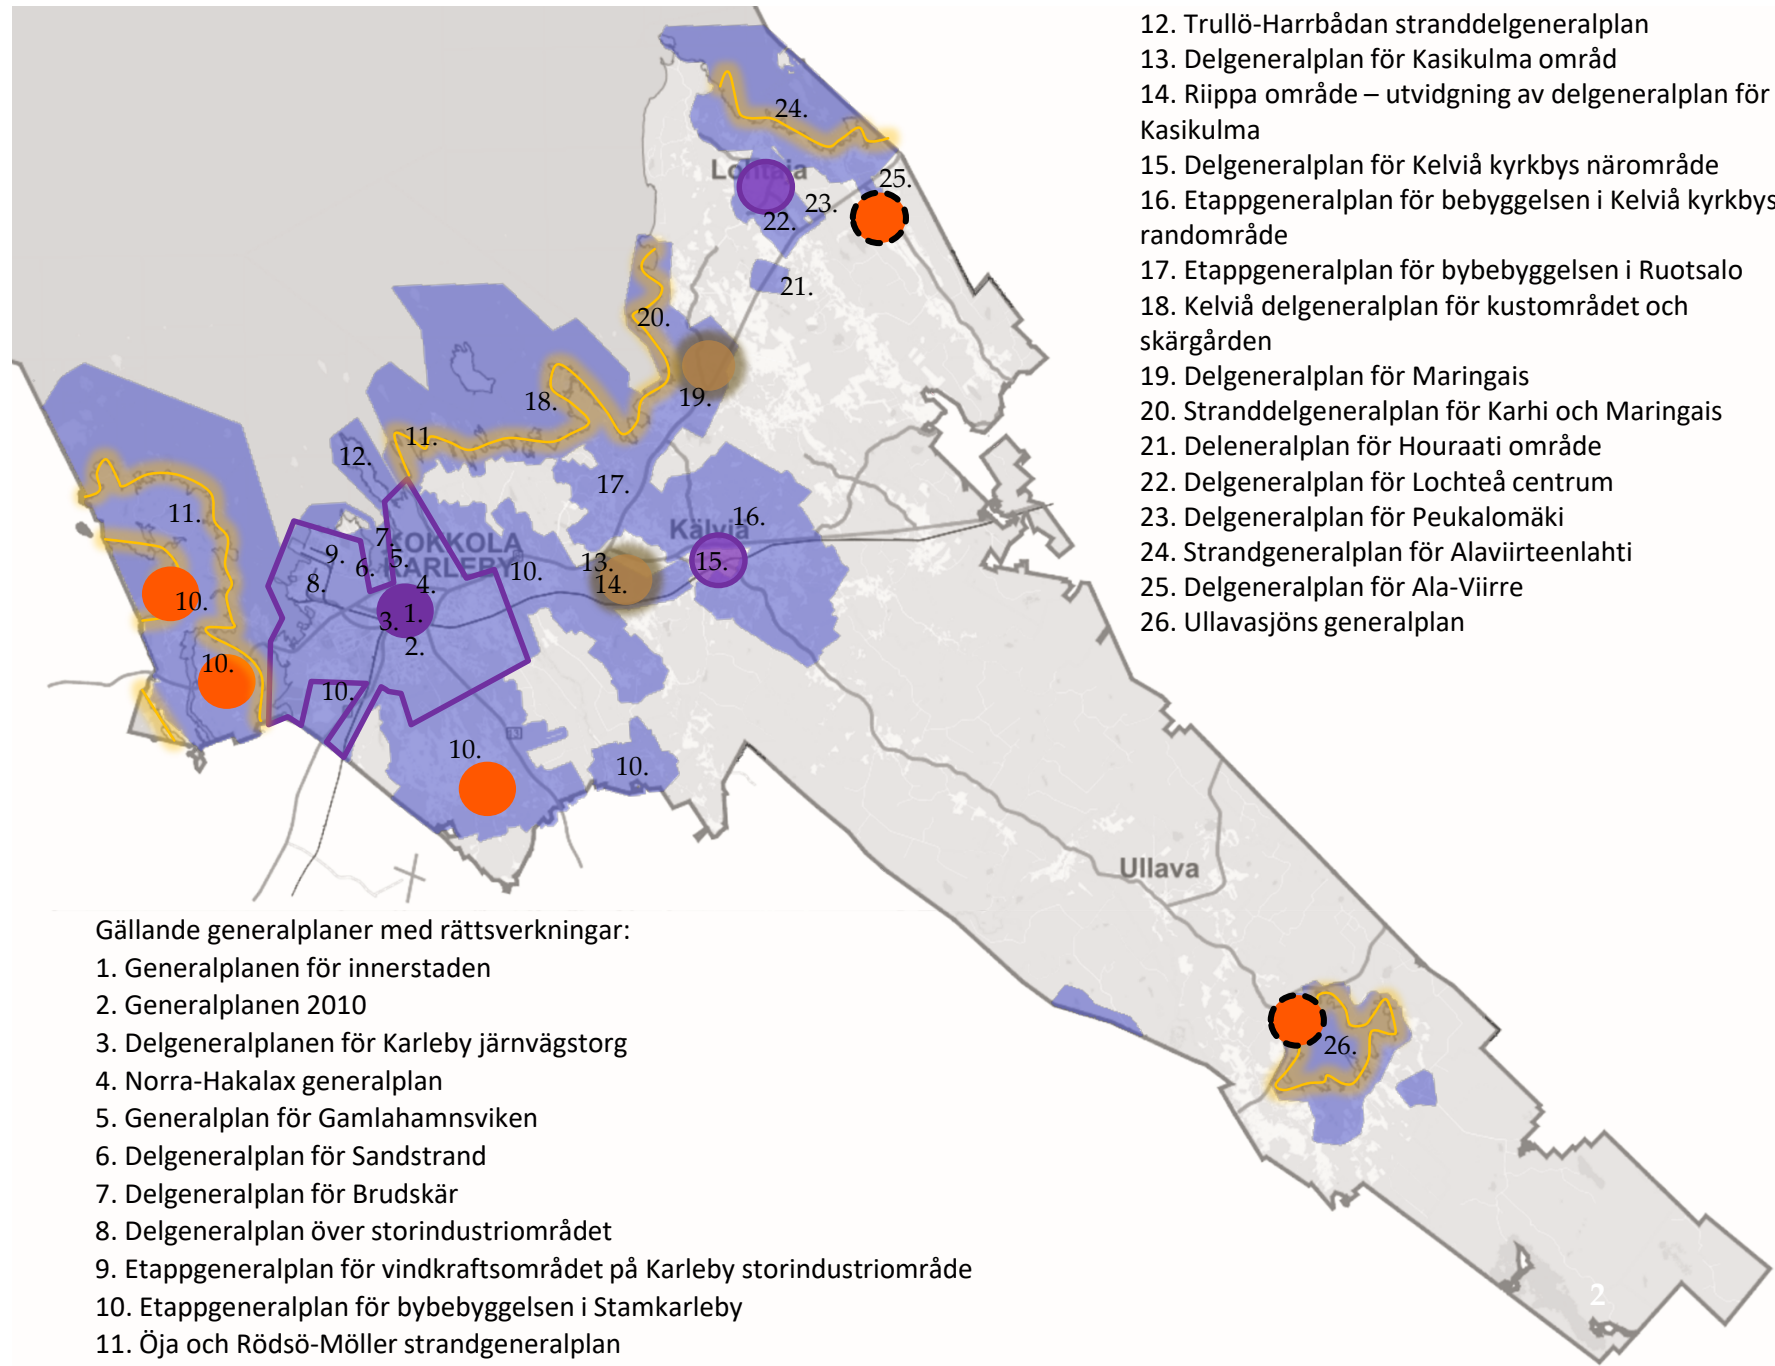 12. Trullö-Harrbådan stranddelgeneralplan
13. Delgeneralplan för Kasikulma områd
14. Riippa område – utvidgning av delgeneralplan för
Kasikulma
15. Delgeneralplan för Kelviå kyrkbys närområde
16. Etappgeneralplan för bebyggelsen i Kelviå kyrkbys
randområde
17. Etappgeneralplan för bybebyggelsen i Ruotsalo
18. Kelviå delgeneralplan för kustområdet och
skärgården
19. Delgeneralplan för Maringais
20. Stranddelgeneralplan för Karhi och Maringais
21. Deleneralplan för Houraati område
22. Delgeneralplan för Lochteå centrum
23. Delgeneralplan för Peukalomäki
24. Strandgeneralplan för Alaviirteenlahti
25. Delgeneralplan för Ala-Viirre
26. Ullavasjöns generalplan
24.
Lohtaja
25.
23.
22.
21.
20.
19.
18.
11.
12.
17.
16.
Kälviä
15.
11.
7.
KOKKOLA
KARLEBY
9.
5.
6.
8.
4.
10.
13.
14.
10.
3.
1.
2.
10.
10.
10.
10.
Ullava
26.
Gällande generalplaner med rättsverkningar:
1. Generalplanen för innerstaden
2. Generalplanen 2010
3. Delgeneralplanen för Karleby järnvägstorg
4. Norra-Hakalax generalplan
5. Generalplan för Gamlahamnsviken
6. Delgeneralplan för Sandstrand
7. Delgeneralplan för Brudskär
8. Delgeneralplan över storindustriområdet
9. Etappgeneralplan för vindkraftsområdet på Karleby storindustriområde
10. Etappgeneralplan för bybebyggelsen i Stamkarleby
11. Öja och Rödsö-Möller strandgeneralplan
2